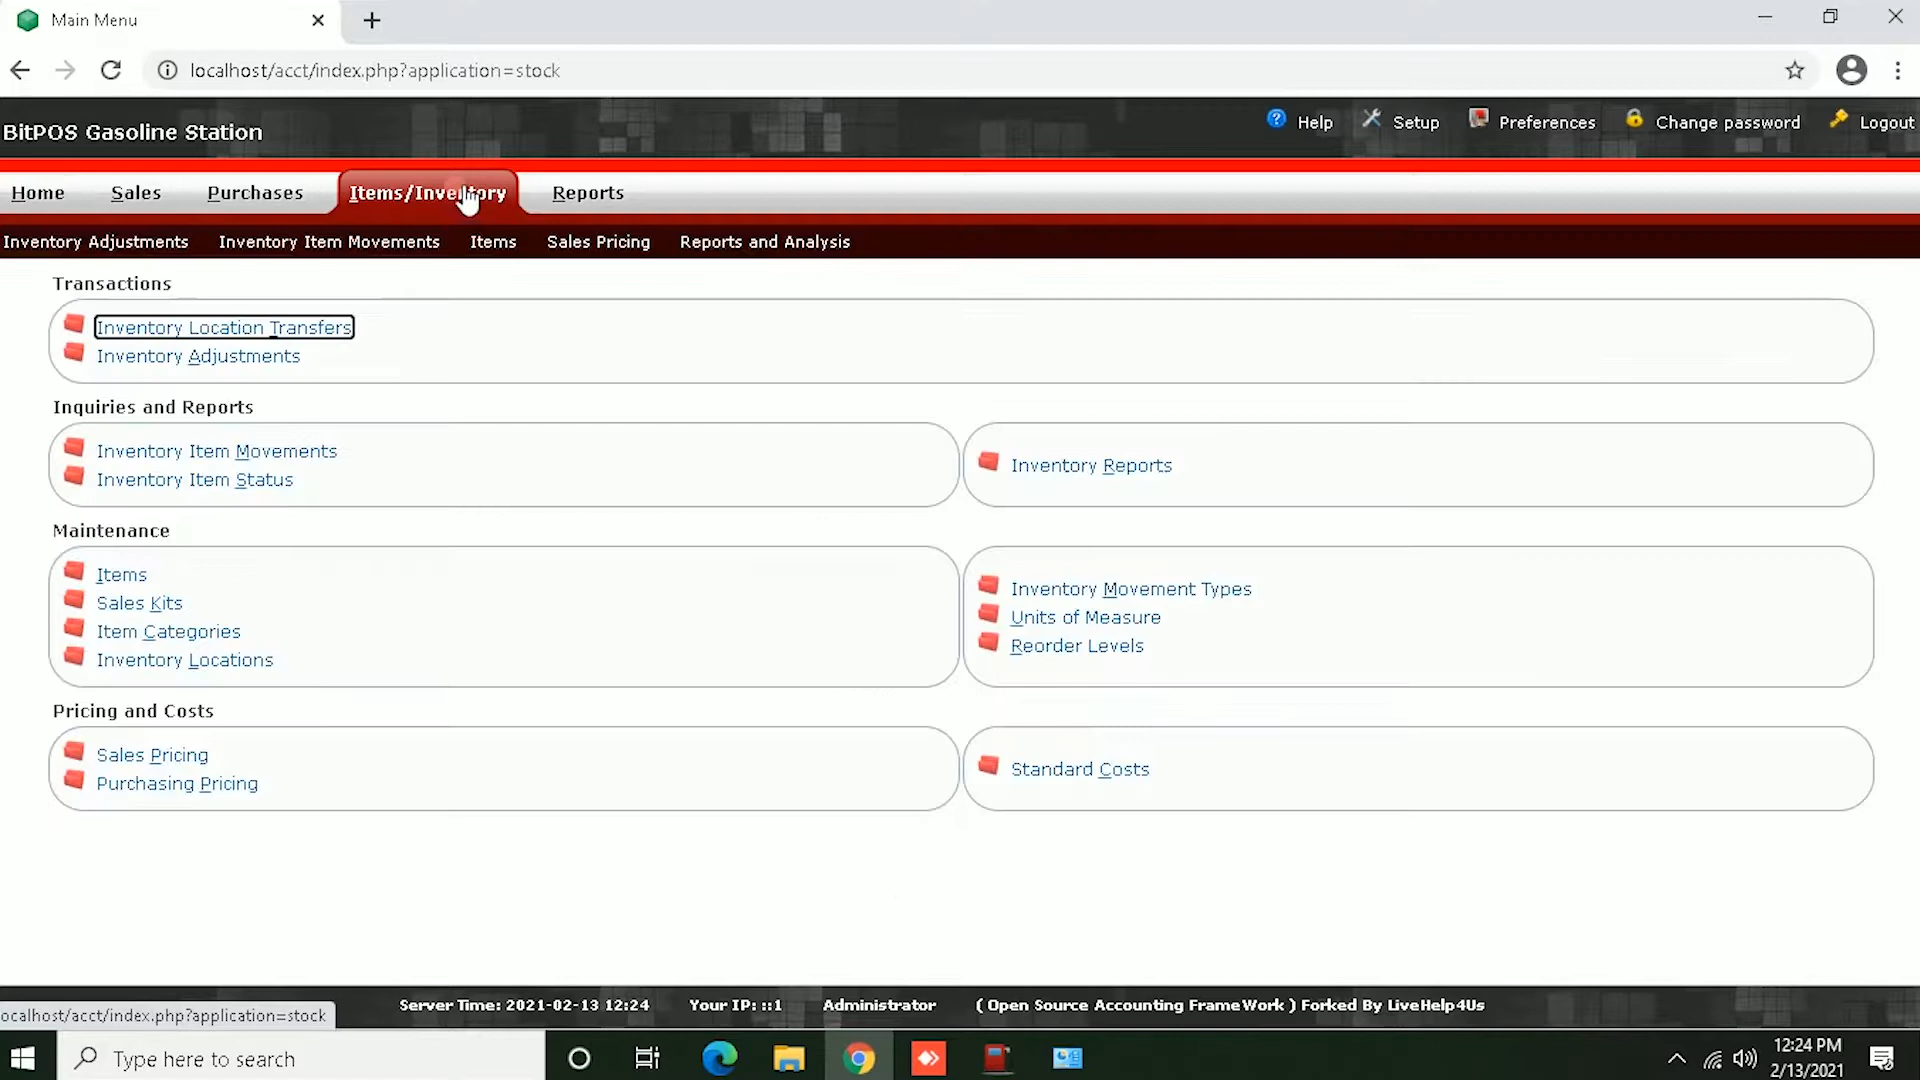 Main Menu
localhost/acct/index.php?application=stock
BitPOS Gasoline Station
Help Setup Preferences Change password Logout
Home Sales Purchases Items/Inventory Reports
Inventory Adjustments Inventory Item Movements Items Sales Pricing Reports and Analysis
Transactions
Inventory Location Transfers
Inventory Adjustments
Inquiries and Reports
Inventory Item Movements
Inventory Item Status
Inventory Reports
Maintenance
Items
Sales Kits
Item Categories
Inventory Locations
Inventory Movement Types
Units of Measure
Reorder Levels
Pricing and Costs
Sales Pricing
Purchasing Pricing
Standard Costs
Server Time: 2021-02-13 12:24 Your IP: ::1 Administrator ( Open Source Accounting FrameWork ) Forked By LiveHelp4Us
ocalhost/acct/index.php?application=stock
Type here to search
12:24 PM
2/13/2021